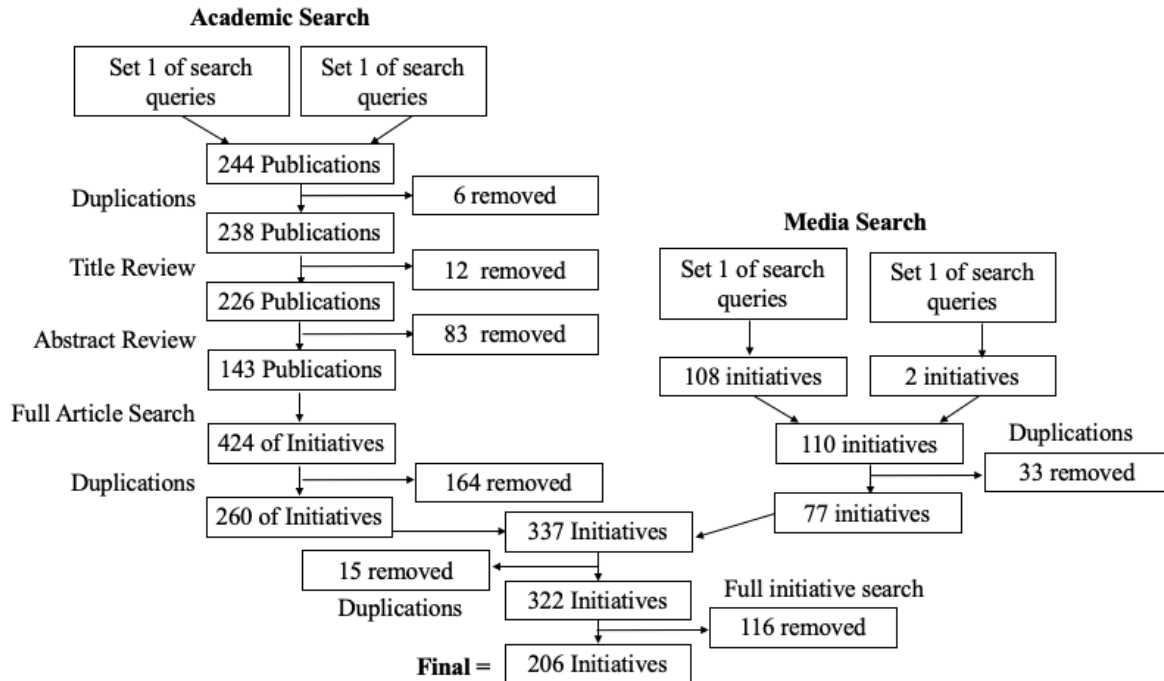 Academic Search
Set 1 of search
queries
Set 1 of search
queries
244 Publications
Duplications
6 removed
238 Publications
Title Review
12 removed
226 Publications
Abstract Review
83 removed
143 Publications
Full Article Search
424 of Initiatives
Duplications
164 removed
260 of Initiatives
Media Search
Set 1 of search
queries
Set 1 of search
queries
108 initiatives
2 initiatives
110 initiatives
Duplications
33 removed
77 initiatives
337 Initiatives
15 removed
Duplications
322 Initiatives
Full initiative search
116 removed
Final =
206 Initiatives